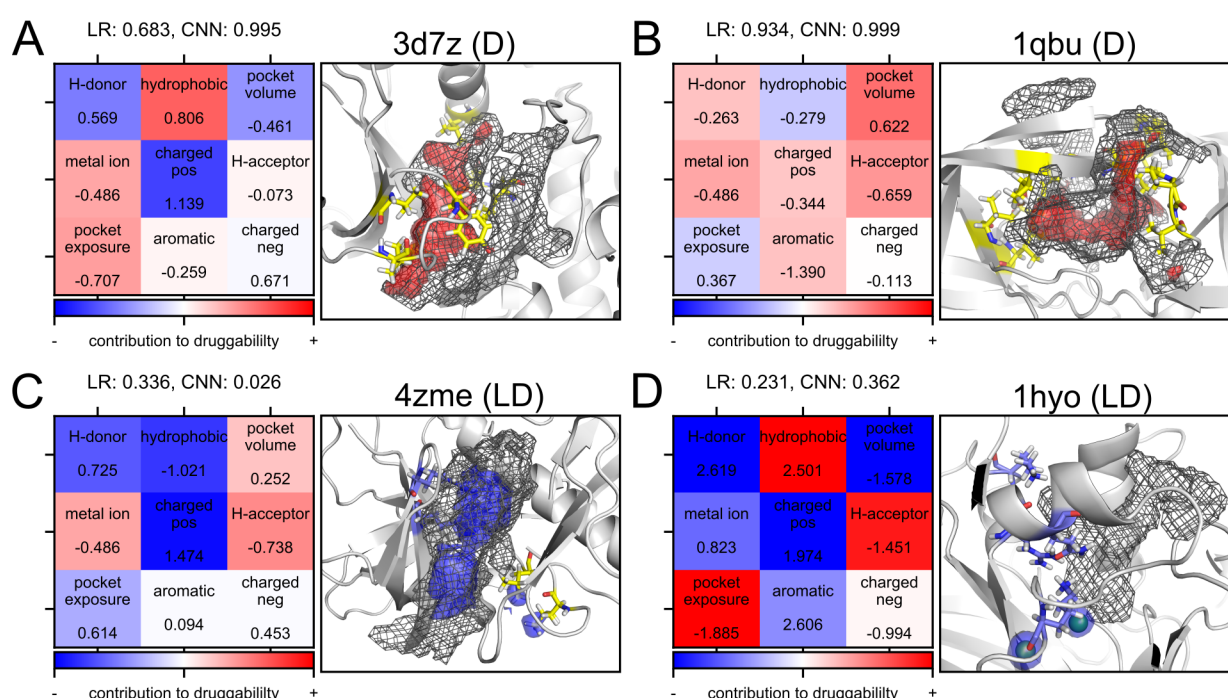 A
LR: 0.683, CNN: 0.995
3d7z (D)
H-donor
0.569
hydrophobic
0.806
pocket
volume
-0.461
metal ion
-0.486
charged
pos
1.139
H-acceptor
-0.073
pocket
exposure
-0.707
aromatic
-0.259
charged
neg
0.671
- contribution to druggabililty +
B
LR: 0.934, CNN: 0.999
1qbu (D)
H-donor
-0.263
hydrophobic
-0.279
pocket
volume
0.622
metal ion
-0.486
charged
pos
-0.344
H-acceptor
-0.659
pocket
exposure
0.367
aromatic
-1.390
charged
neg
-0.113
- contribution to druggabililty +
C
LR: 0.336, CNN: 0.026
4zme (LD)
H-donor
0.725
hydrophobic
-1.021
pocket
volume
0.252
metal ion
-0.486
charged
pos
1.474
H-acceptor
-0.738
pocket
exposure
0.614
aromatic
0.094
charged
neg
0.453
- contribution to druggabililty +
D
LR: 0.231, CNN: 0.362
1hyo (LD)
H-donor
2.619
hydrophobic
2.501
pocket
volume
-1.578
metal ion
0.823
charged
pos
1.974
H-acceptor
-1.451
pocket
exposure
-1.885
aromatic
2.606
charged
neg
-0.994
- contribution to druggabililty +